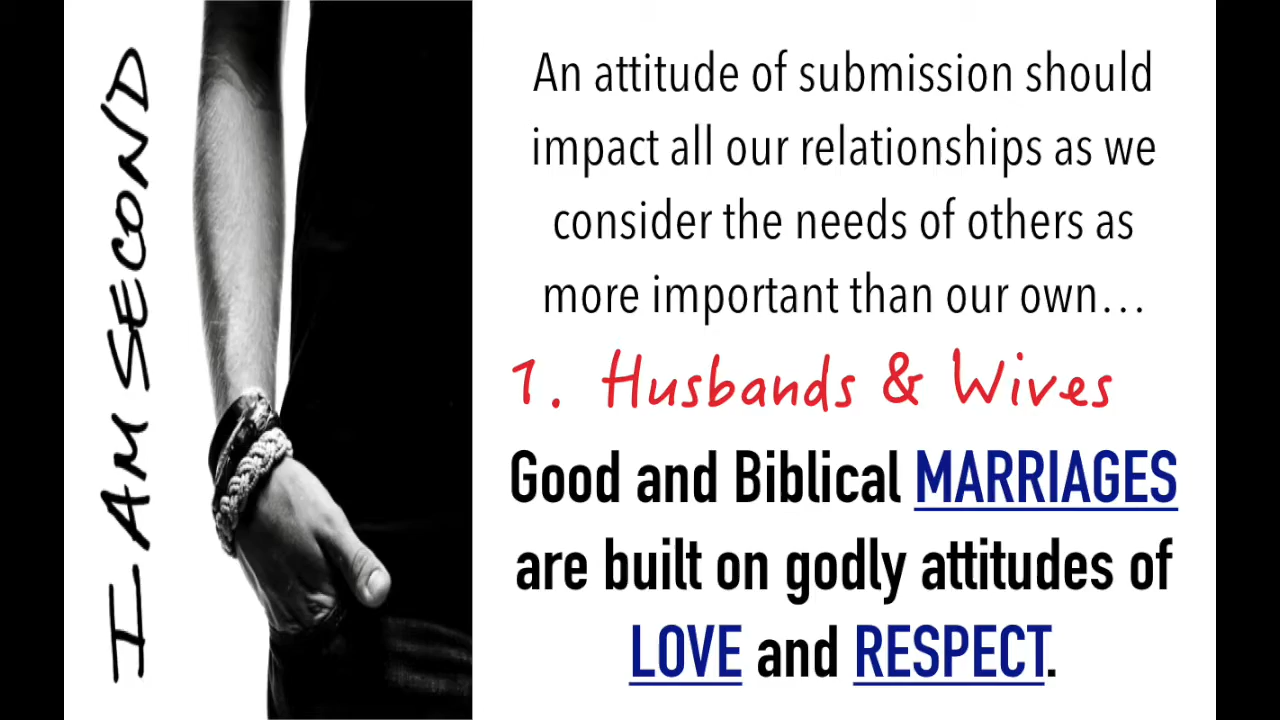 I AM SECOND
An attitude of submission should
impact all our relationships as we
consider the needs of others as
more important than our own...
1. Husbands & Wives
Good and Biblical MARRIAGES
are built on godly attitudes of
LOVE and RESPECT.